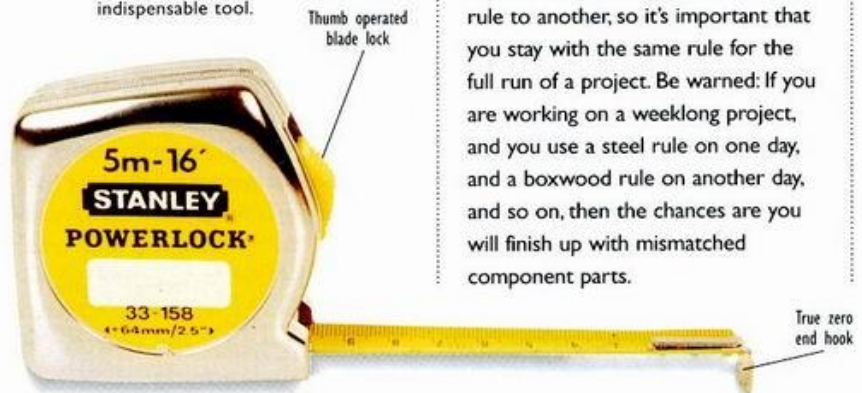 indispensable tool.
Thumb operated
blade lock
rule to another, so it's important that
you stay with the same rule for the
full run of a project. Be warned: If you
are working on a weeklong project,
and you use a steel rule on one day,
and a boxwood rule on another day,
and so on, then the chances are you
will finish up with mismatched
component parts.
5m-16´
STANLEY
POWERLOCK
33-158
64mm/2.5"
True zero
end hook